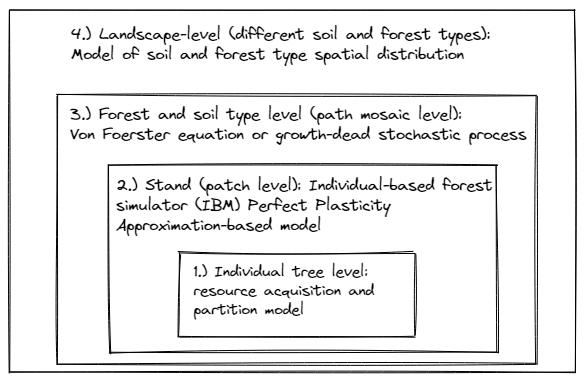 4.) Landscape-level (different soil and forest types):
Model of soil and forest type spatial distribution
3.) Forest and soil type level (path mosaic level):
Von Foerster equation or growth-dead stochastic process
2.) Stand (patch level): Individual-based forest
simulator (IBM) Perfect Plasticity
Approximation-based model
1.) Individual tree level:
resource acquisition and
partition model